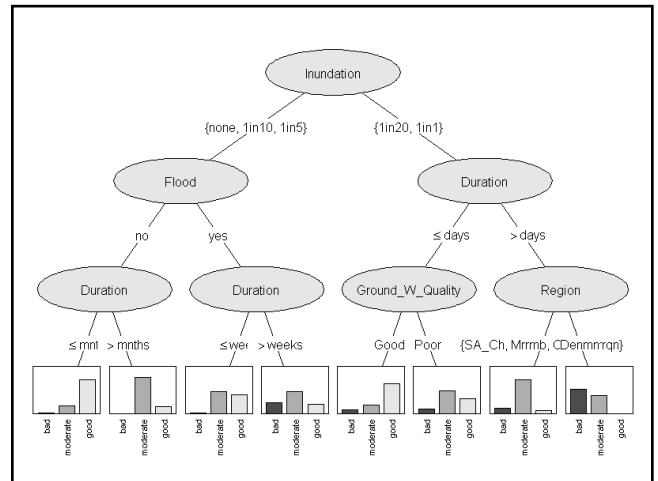 Inundation
{none, 1in10, 1in5} {1in20, 1in1}
Flood Duration
no yes ≤ days > days
Duration Duration Ground_W_Quality Region
> mnths > weeks Good Poor {SA_Ch, Mrrmb,
bad moderate good bad moderate good bad moderate good bad moderate good bad moderate good bad moderate good bad moderate good bad moderate good